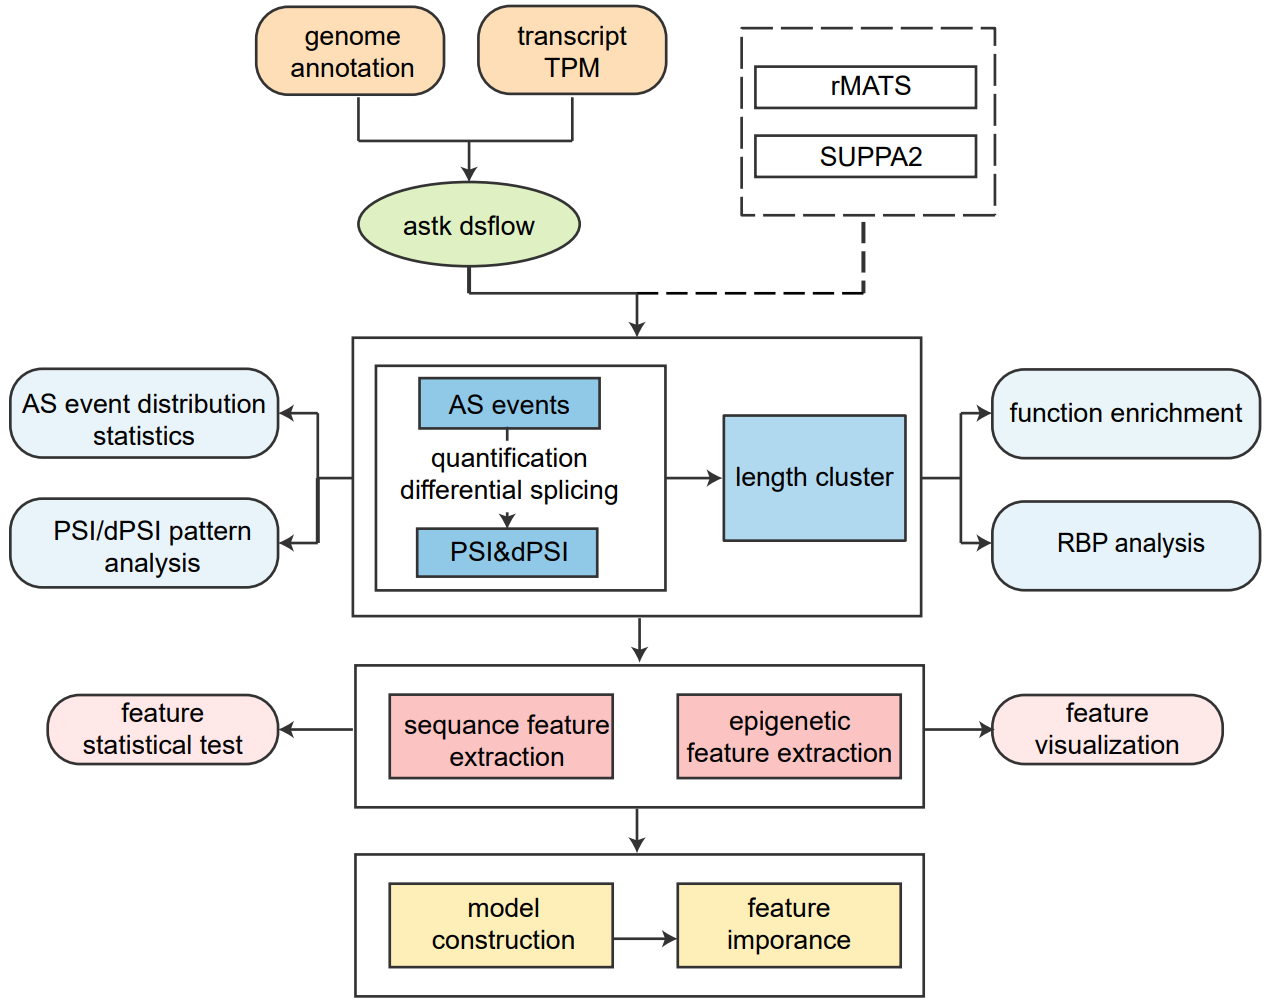 genome
annotation
transcript
TPM
rMATS
SUPPA2
astk dsflow
AS event distribution
statistics
PSI/dPSI pattern
analysis
AS events
quantification
differential splicing
PSI&dPSI
length cluster
function enrichment
RBP analysis
feature
statistical test
sequance feature
extraction
epigenetic
feature extraction
feature
visualization
model
construction
feature
imporance